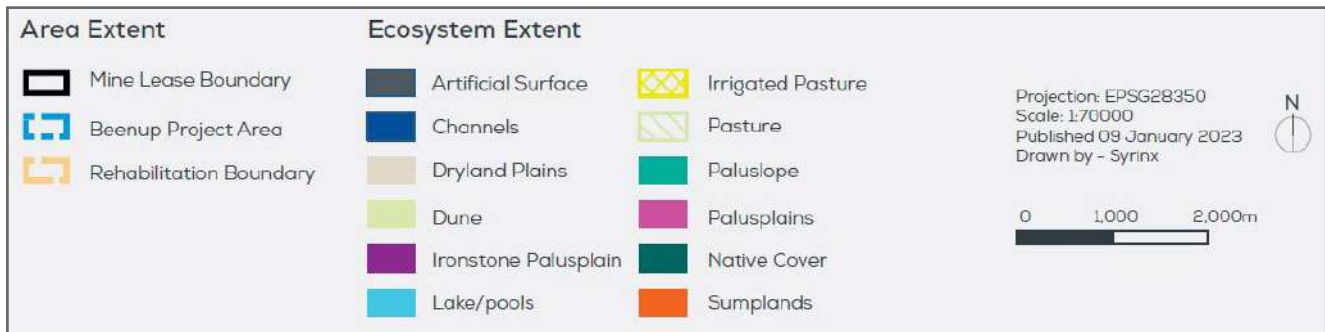 Area Extent
Mine Lease Boundary
Beenup Project Area
Rehabilitation Boundary
Ecosystem Extent
Artificial Surface
Channels
Dryland Plains
Dune
Ironstone Palusplain
Lake/pools
Irrigated Pasture
Pasture
Paluslope
Palusplains
Native Cover
Sumplands
Projection: EPSG28350
Scale: 1:70000
Published 09 January 2023
Drawn by - Syrinx
N
0 1,000 2,000m